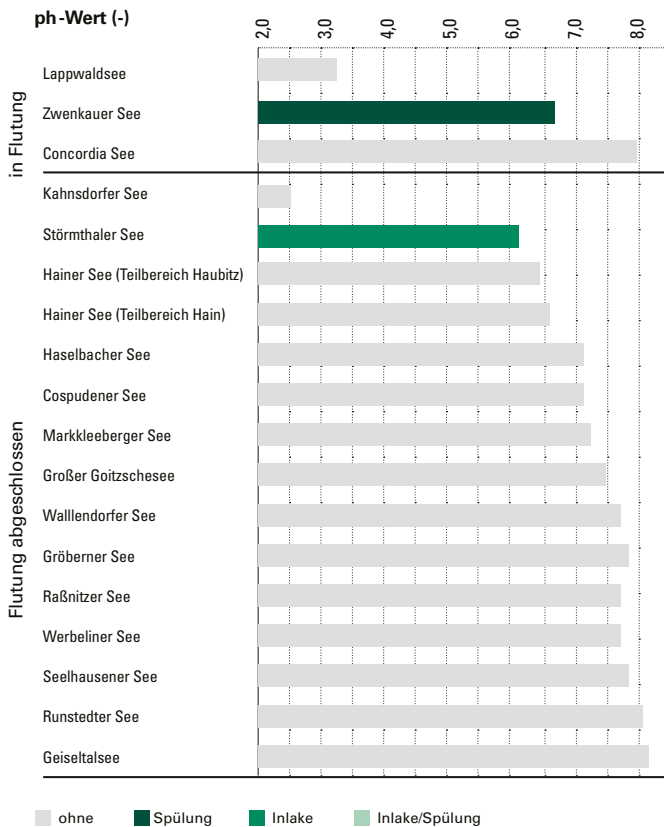 ph-Wert (-)
2,0 3,0 4,0 5,0 6,0 7,0 8,0
in Flutung
Lappwaldsee
Zwenkauer See
Concordia See
Flutung abgeschlossen
Kahnsdorfer See
Störmthaler See
Hainer See (Teilbereich Haubitz)
Hainer See (Teilbereich Hain)
Haselbacher See
Cospudener See
Markkleeberger See
Großer Goitzschesee
Walllendorfer See
Gröberner See
Raßnitzer See
Werbeliner See
Seelhausener See
Runstedter See
Geiseltalsee
ohne Spülung Inlake Inlake/Spülung